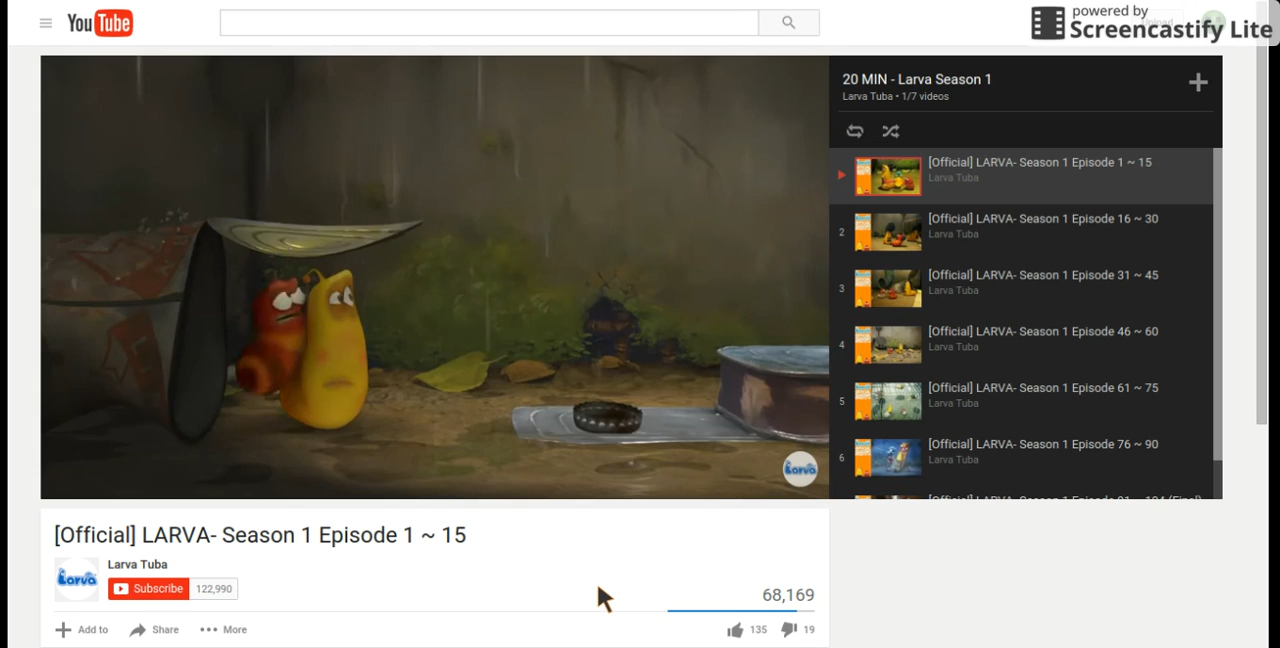 YouTube
powered by
Screencastify Lite
20 MIN - Larva Season 1
Larva Tuba • 1/7 videos
[Official] LARVA- Season 1 Episode 1 ~ 15
Larva Tuba
2
[Official] LARVA- Season 1 Episode 16 ~ 30
Larva Tuba
3
[Official] LARVA- Season 1 Episode 31 ~ 45
Larva Tuba
4
[Official] LARVA- Season 1 Episode 46 ~ 60
Larva Tuba
5
[Official] LARVA- Season 1 Episode 61 ~ 75
Larva Tuba
6
[Official] LARVA- Season 1 Episode 76 ~ 90
Larva Tuba
Larva
[Official] LARVA- Season 1 Episode 1 ~ 15
Larva
Larva Tuba
Subscribe 122,990
68,169
Add to Share More
135 19